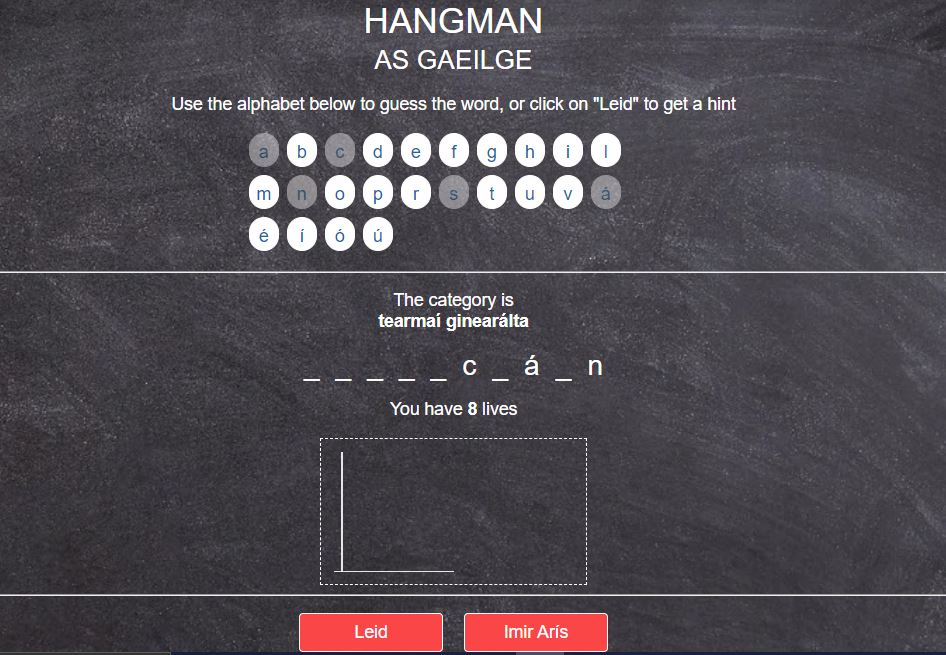 HANGMAN
AS GAEILGE
Use the alphabet below to guess the word, or click on "Leid" to get a hint
a b c d e f g h i l
m n o p r s t u v á
é í ó ú
The category is
tearmaí ginearálta
_ _ _ _ _ c _ á _ n
You have 8 lives
Leid Imir Arís